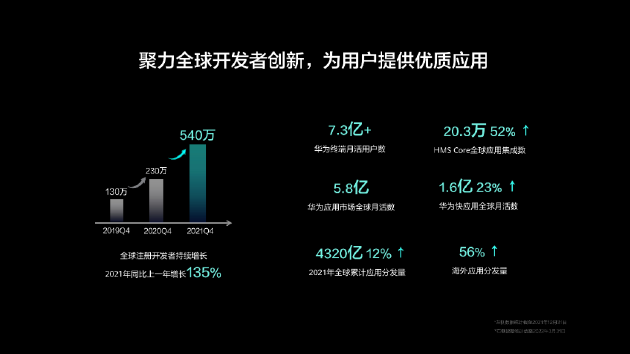 聚力全球开发者创新，为用户提供优质应用
540万
230万
130万
2019Q4 2020Q4 2021Q4
全球注册开发者持续增长
2021年同比上一年增长135%
7.3亿+
华为终端月活用户数
20.3万 52% ↑
HMS Core全球应用集成数
5.8亿
华为应用市场全球月活数
1.6亿 23% ↑
华为快应用全球月活数
4320亿 12% ↑
2021年全球累计应用分发量
56% ↑
海外应用分发量